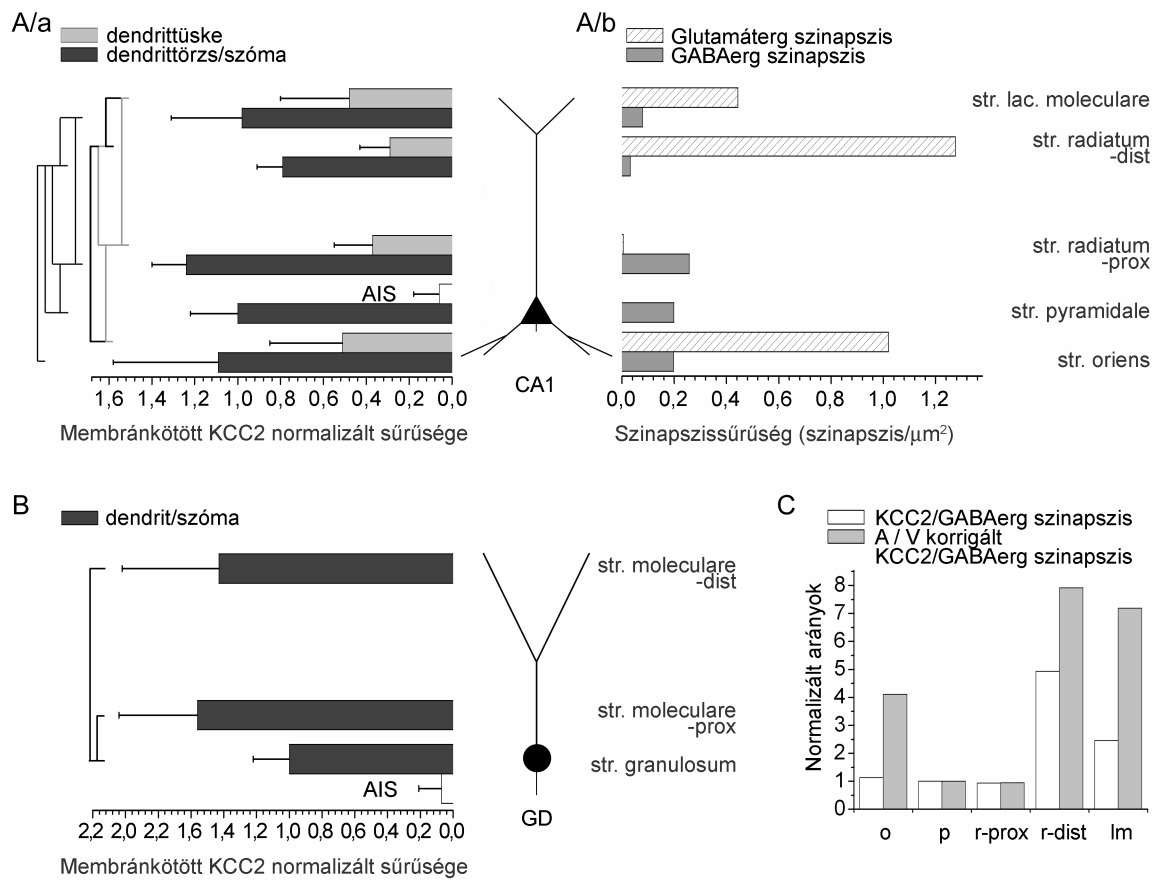 A/a
dendrittüske
dendrittörzs/szóma
AIS
1,6 1,4 1,2 1,0 0,8 0,6 0,4 0,2 0,0
Membránkötött KCC2 normalizált sűrűsége
CA1
A/b
Glutamáterg szinapszis
GABAerg szinapszis
str. lac. moleculare
str. radiatum
-dist
str. radiatum
-prox
str. pyramidale
str. oriens
0,0 0,2 0,4 0,6 0,8 1,0 1,2
Szinapszissűrűség (szinapszis/μm²)
B
dendrit/szóma
str. moleculare
-dist
str. moleculare
-prox
str. granulosum
AIS
GD
2,2 2,0 1,8 1,6 1,4 1,2 1,0 0,8 0,6 0,4 0,2 0,0
Membránkötött KCC2 normalizált sűrűsége
C
KCC2/GABAerg szinapszis
A / V korrigált
KCC2/GABAerg szinapszis
Normalizált arányok
8
7
6
5
4
3
2
1
0
o p r-prox r-dist lm